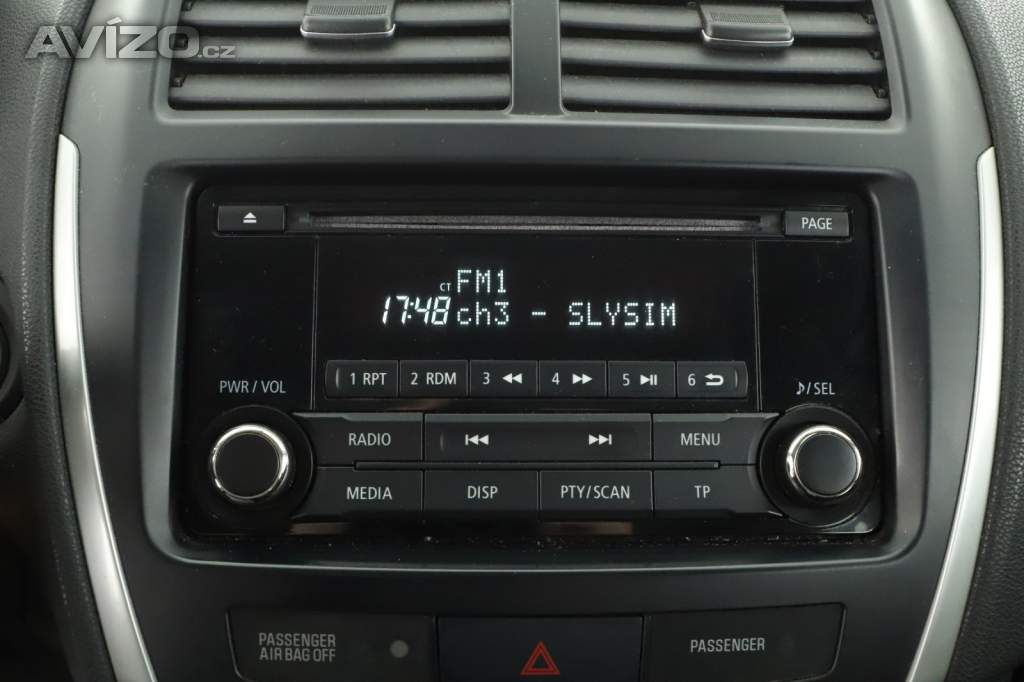 AVÍZO.cz
PAGE
CT FM1
17:48 ch3 - SLYSIM
1 RPT 2 RDM 3 4 5 6
PWR / VOL
♪/SEL
RADIO MENU
MEDIA DISP PTY/SCAN TP
PASSENGER
AIR BAG OFF
PASSENGER